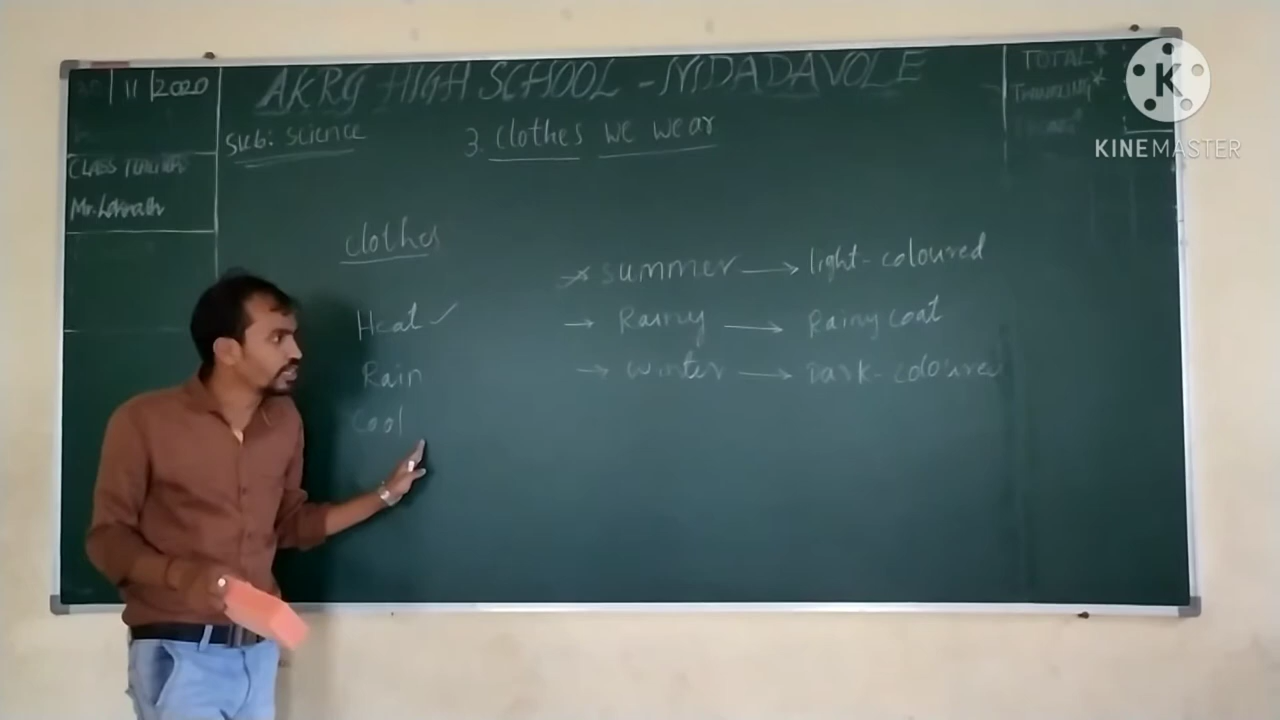 11 2020
AKRG HIGH SCHOOL - NIDADAVOLE
TOTAL *
SUB: SCIENCE
3. Clothes we wear
CLASS TEACHER
Mr. Loknath
clothes
Summer → light-coloured
Heat ✓
→ Rainy → Rainy coat
Rain
→ winter → Dark-coloured
Cool
K
KINEMASTER